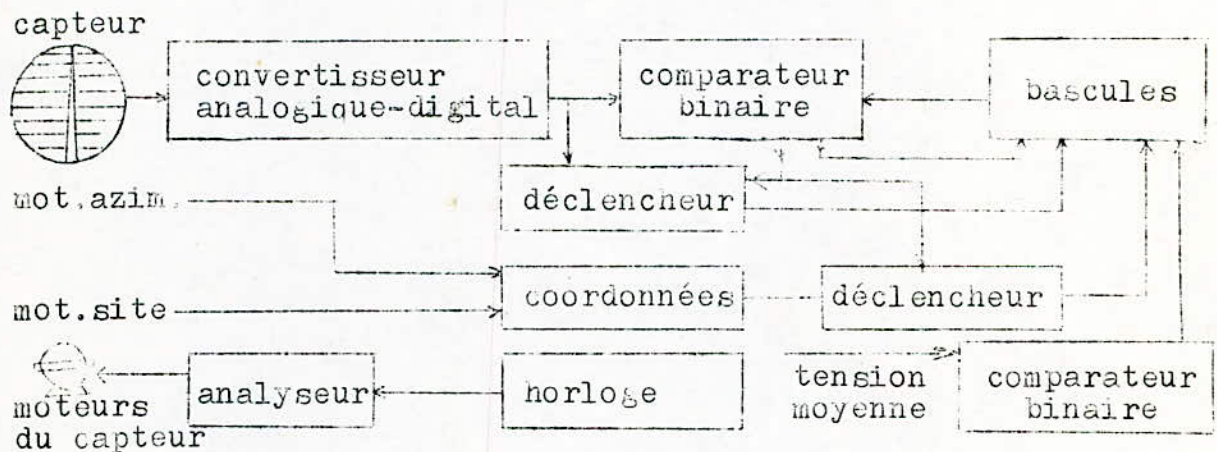 capteur
convertisseur
analogique-digital
comparateur
binaire
bascules
mot.azim.
déclencheur
coordonnées
déclencheur
mot.site
analyseur
horloge
tension
moyenne
comparateur
binaire
moteurs
du capteur